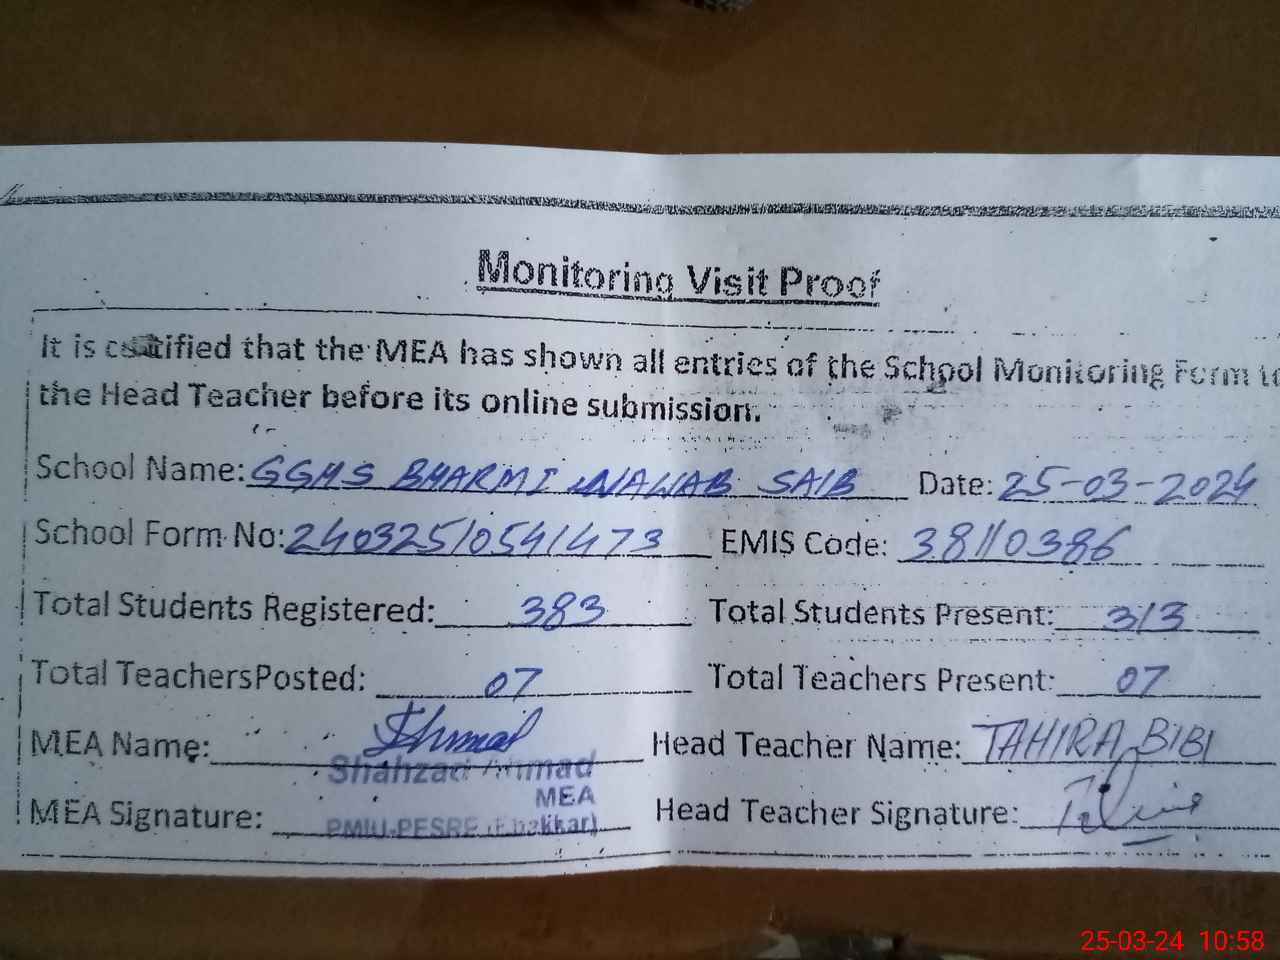 Monitoring Visit Proof
It is certified that the MEA has shown all entries of the School Monitoring Form to
the Head Teacher before its online submission.
School Name: GGHS BHARMI NAWAB SAIB Date: 25-03-2024
School Form No: 24032510541473 EMIS Code: 38110386
Total Students Registered: 383 Total Students Present: 313
Total TeachersPosted: 07 Total Teachers Present: 07
MEA Name: Head Teacher Name: TAHIRA BIBI
Shahzad Ahmad
MEA
MEA Signature: PMIU-PESRP (Bhakkar) Head Teacher Signature:
25-03-24 10:58